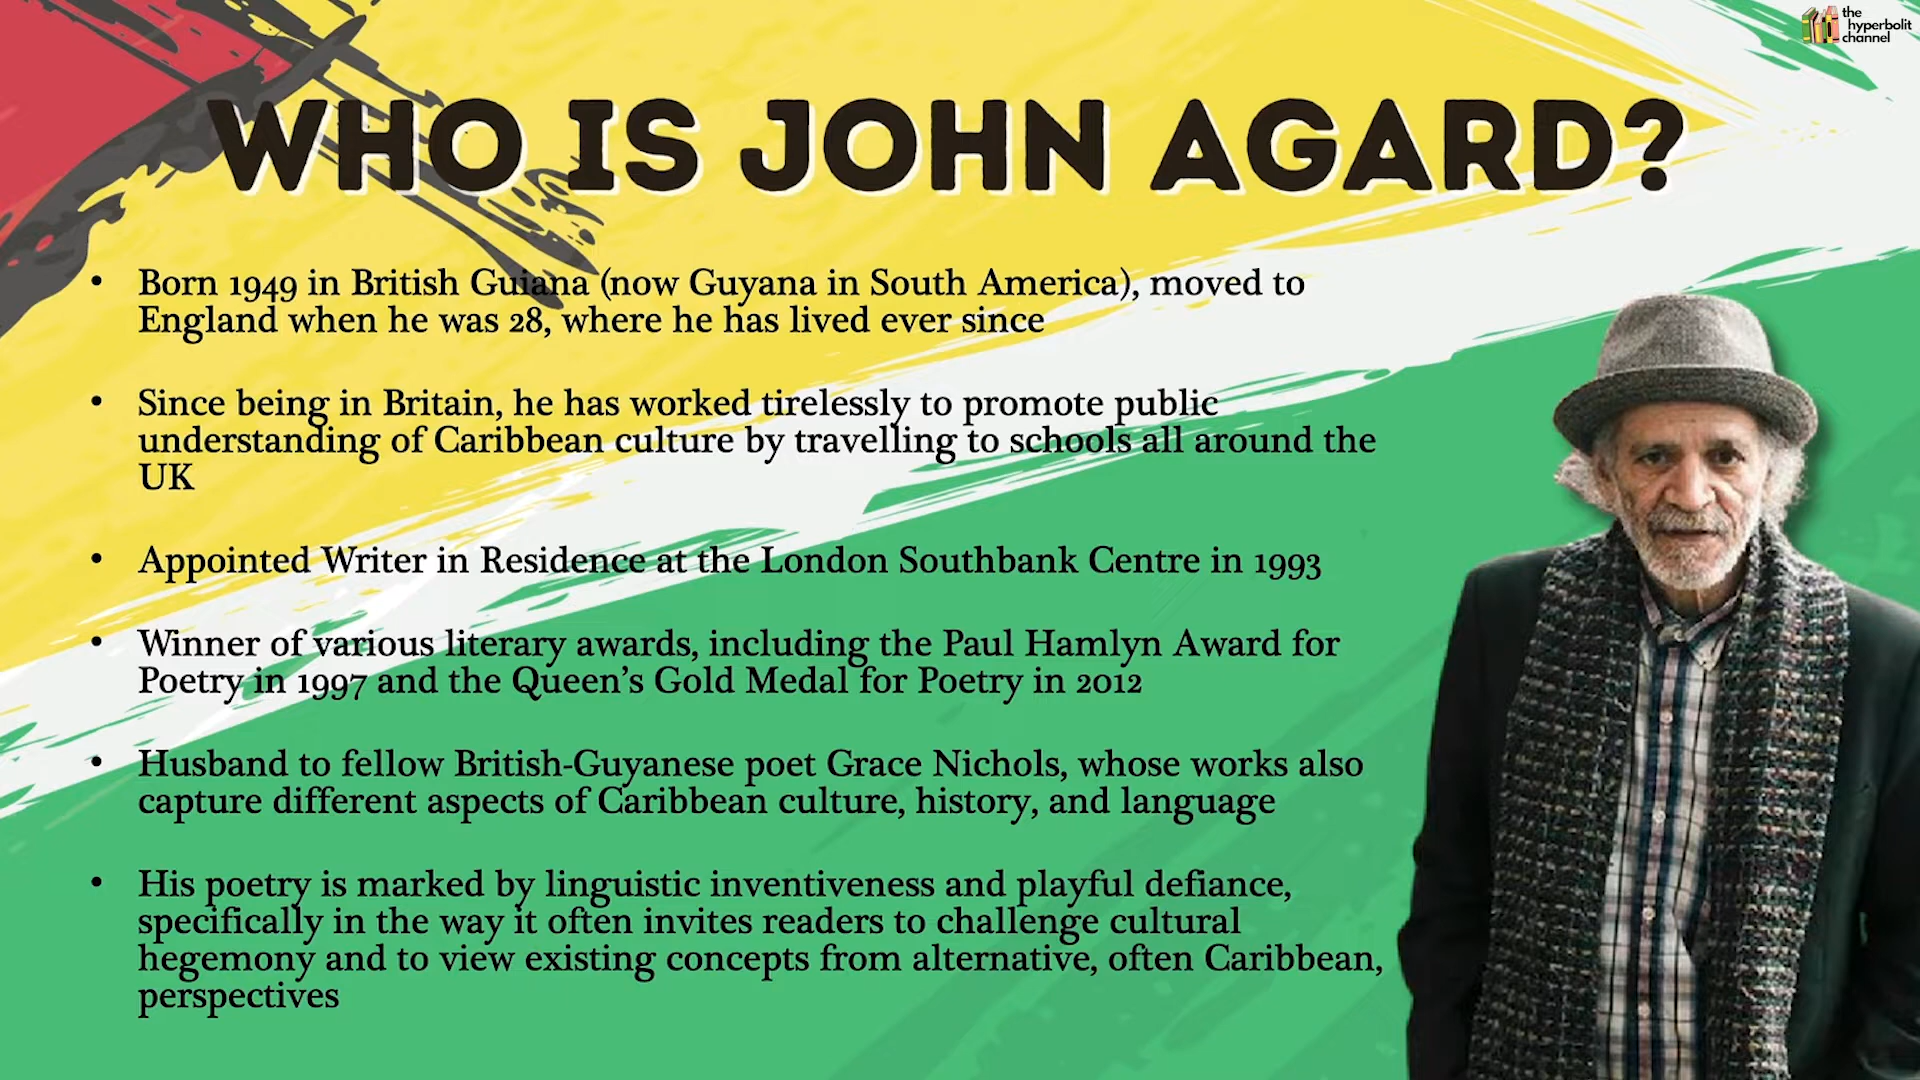 the
hyperbolit
channel
WHO IS JOHN AGARD?
• Born 1949 in British Guiana (now Guyana in South America), moved to
England when he was 28, where he has lived ever since
• Since being in Britain, he has worked tirelessly to promote public
understanding of Caribbean culture by travelling to schools all around the
UK
• Appointed Writer in Residence at the London Southbank Centre in 1993
• Winner of various literary awards, including the Paul Hamlyn Award for
Poetry in 1997 and the Queen’s Gold Medal for Poetry in 2012
• Husband to fellow British-Guyanese poet Grace Nichols, whose works also
capture different aspects of Caribbean culture, history, and language
• His poetry is marked by linguistic inventiveness and playful defiance,
specifically in the way it often invites readers to challenge cultural
hegemony and to view existing concepts from alternative, often Caribbean,
perspectives